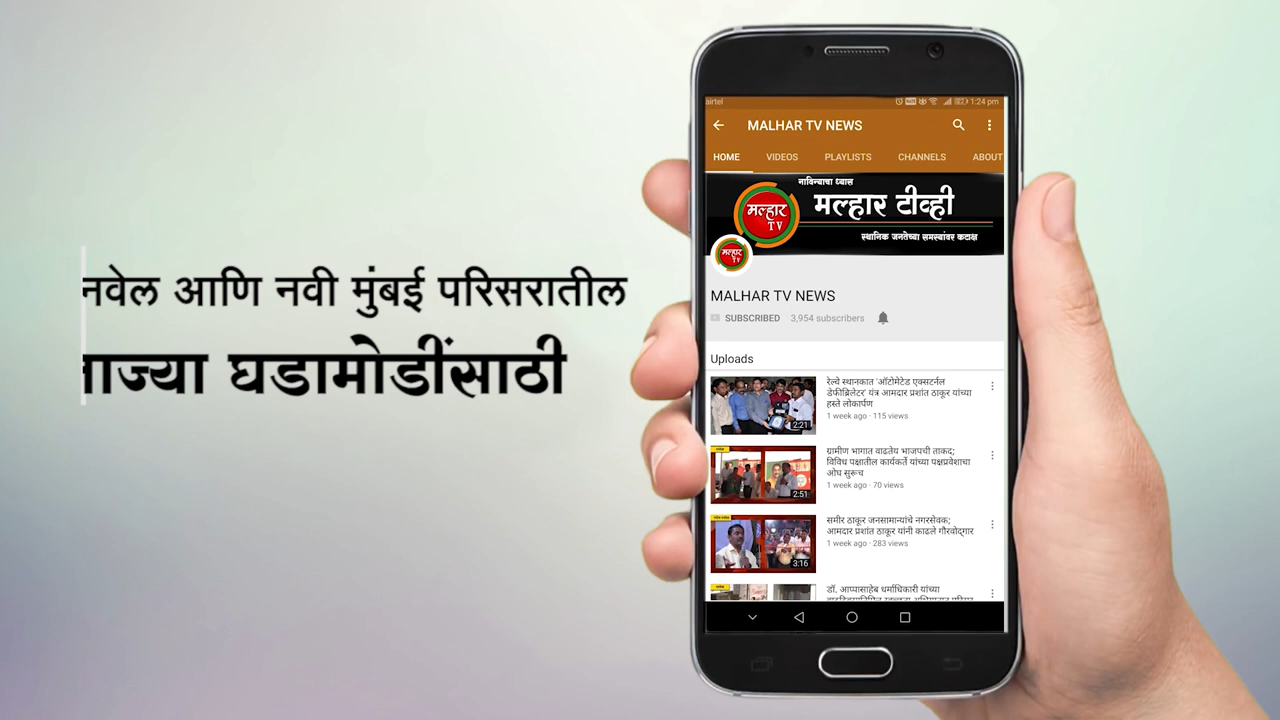 नवेल आणि नवी मुंबई परिसरातील
ाज्या घडामोडींसाठी
airtel
1:24 pm
MALHAR TV NEWS
HOME VIDEOS PLAYLISTS CHANNELS ABOUT
नाविन्याचा ध्यास
मल्हार टीव्ही
स्थानिक जनतेच्या समस्यांवर कटाक्ष
मल्हार
TV
मल्हार
TV
MALHAR TV NEWS
SUBSCRIBED 3,954 subscribers
Uploads
रेल्वे स्थानकात 'ऑटोमेटेड एक्सटर्नल
डेफीब्रिलेटर' यंत्र आमदार प्रशांत ठाकूर यांच्या
हस्ते लोकार्पण
1 week ago · 115 views
2:21
ग्रामीण भागात वाढतेय भाजपची ताकद;
विविध पक्षातील कार्यकर्ते यांच्या पक्षप्रवेशाचा
ओघ सुरूच
1 week ago · 70 views
2:51
समीर ठाकूर जनसामान्यांचे नगरसेवक;
आमदार प्रशांत ठाकूर यांनी काढले गौरवोद्गार
1 week ago · 283 views
3:16
डॉ. आप्पासाहेब धर्माधिकारी यांच्या